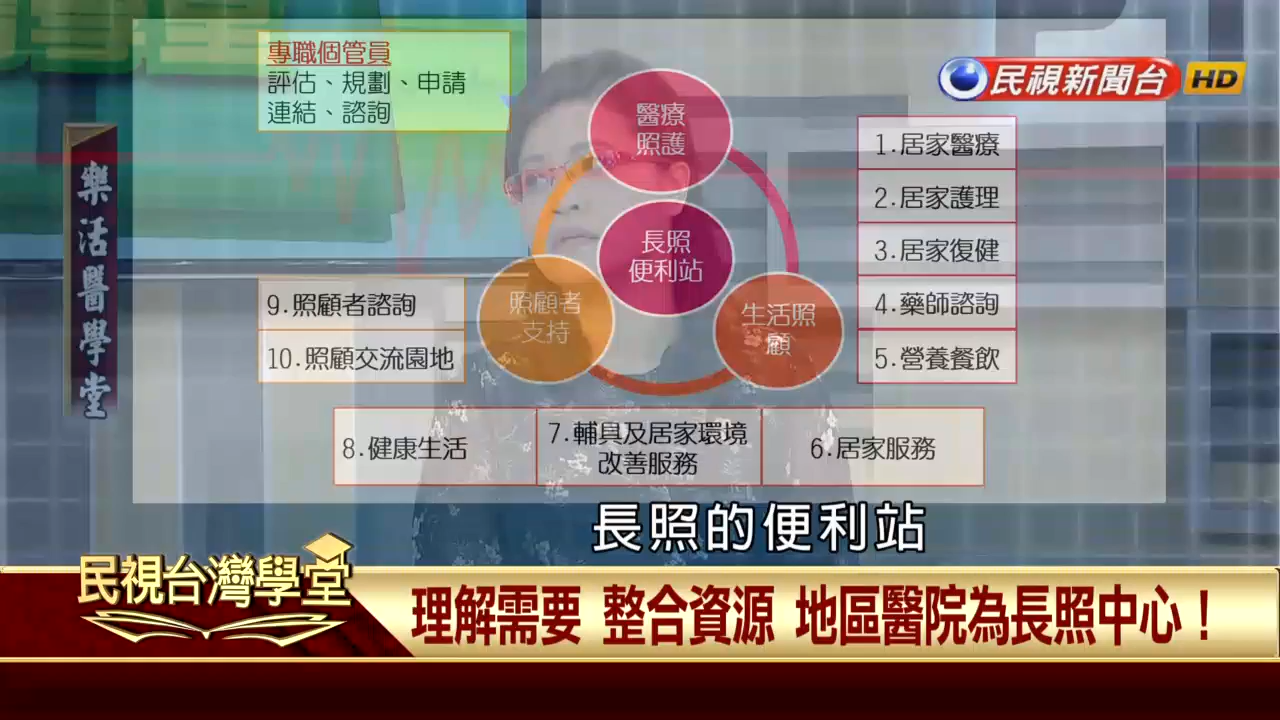 專職個管員
評估、規劃、申請
連結、諮詢
民視新聞台 HD
樂活醫學堂
醫療
照護
長照
便利站
照顧者
支持
生活照
顧
1.居家醫療
2.居家護理
3.居家復健
4.藥師諮詢
5.營養餐飲
9.照顧者諮詢
10.照顧交流園地
8.健康生活
7.輔具及居家環境
改善服務
6.居家服務
長照的便利站
民視台灣學堂
理解需要 整合資源 地區醫院為長照中心！